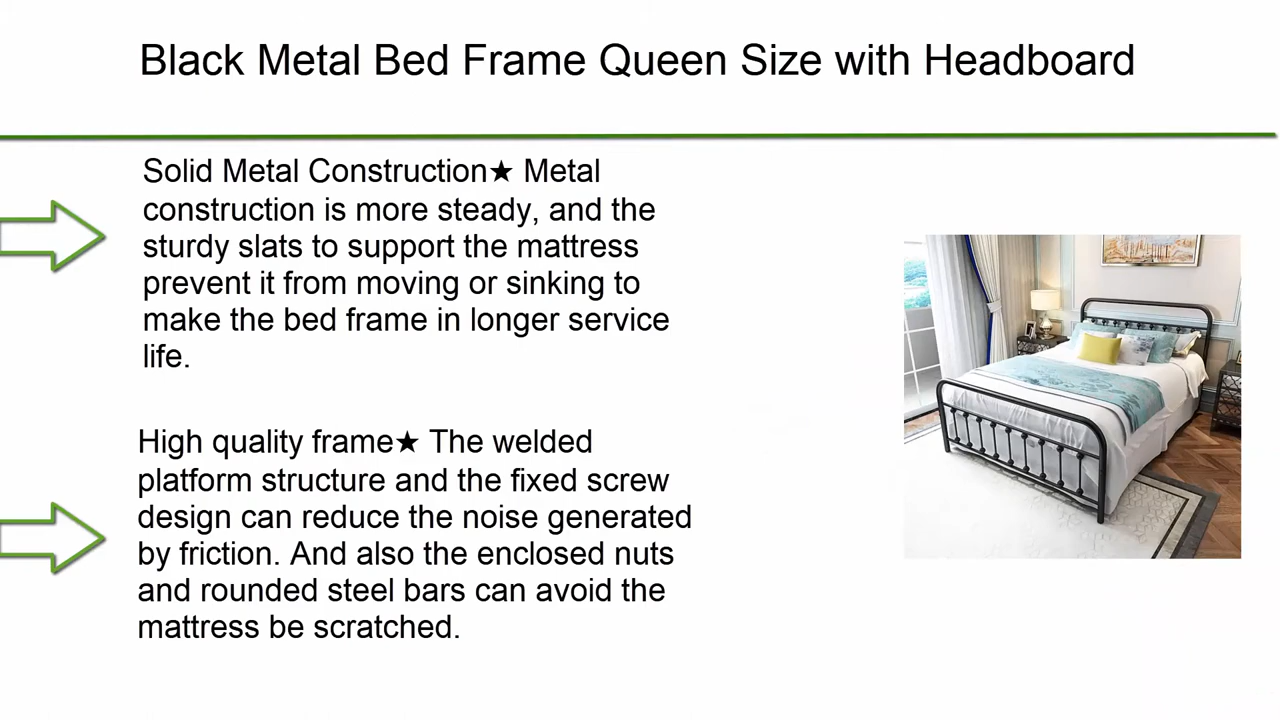 Black Metal Bed Frame Queen Size with Headboard
Solid Metal Construction★ Metal
construction is more steady, and the
sturdy slats to support the mattress
prevent it from moving or sinking to
make the bed frame in longer service
life.
High quality frame★ The welded
platform structure and the fixed screw
design can reduce the noise generated
by friction. And also the enclosed nuts
and rounded steel bars can avoid the
mattress be scratched.